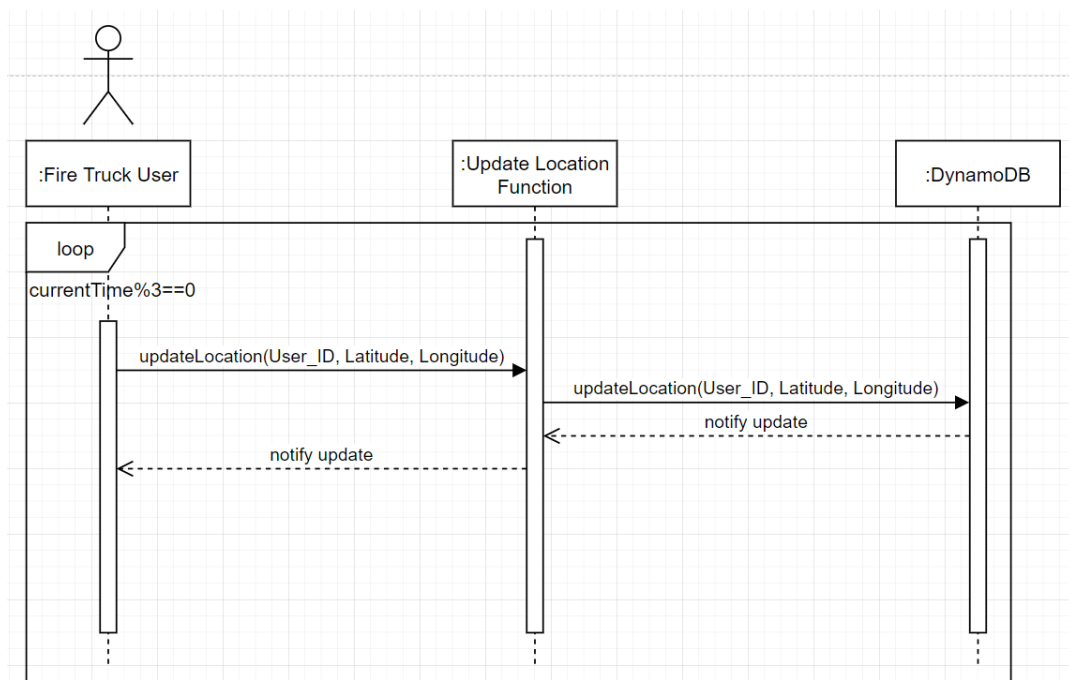 :Fire Truck User
:Update Location
Function
:DynamoDB
loop
currentTime%3==0
updateLocation(User_ID, Latitude, Longitude)
updateLocation(User_ID, Latitude, Longitude)
notify update
notify update